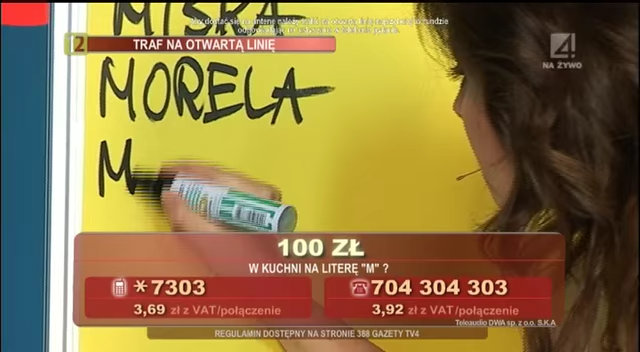 MISKA
2 TRAF NA OTWARTĄ LINIĘ
4!
NA ŻYWO
MORELA
M
100 ZŁ
W KUCHNI NA LITERĘ "M" ?
*7303
704 304 303
3,69 zł z VAT/połączenie
3,92 zł z VAT/połączenie
Teleaudio DWA sp. z o.o. S.K.A
REGULAMIN DOSTĘPNY NA STRONIE 388 GAZETY TV4